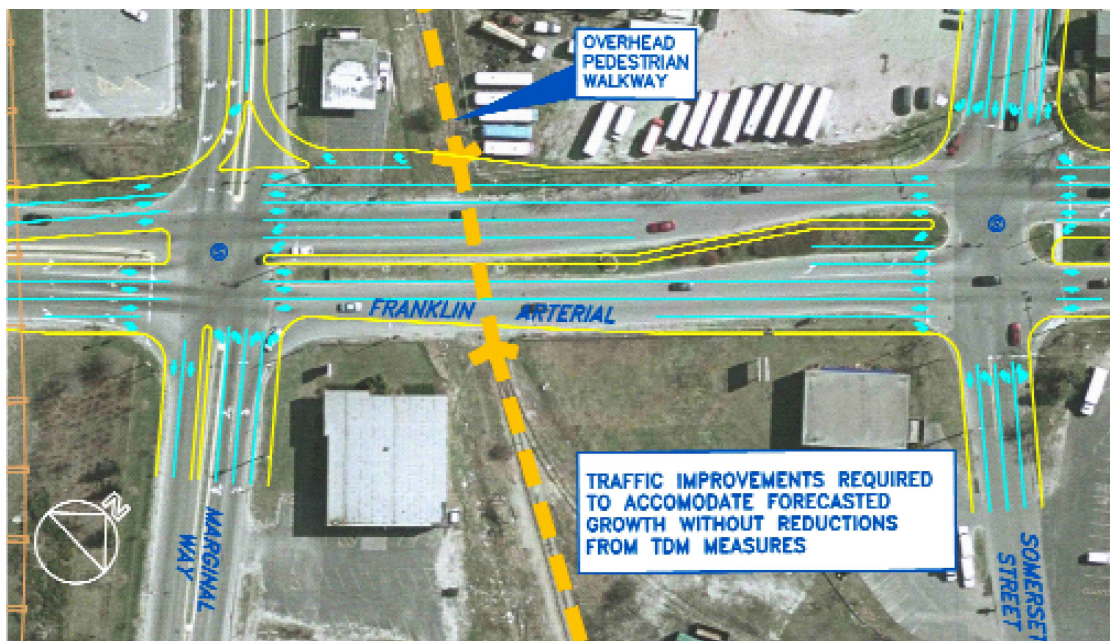 OVERHEAD
PEDESTRIAN
WALKWAY
FRANKLIN ARTERIAL
TRAFFIC IMPROVEMENTS REQUIRED
TO ACCOMODATE FORECASTED
GROWTH WITHOUT REDUCTIONS
FROM TDM MEASURES
MARGINAL
WAY
SOMERSET
STREET
N